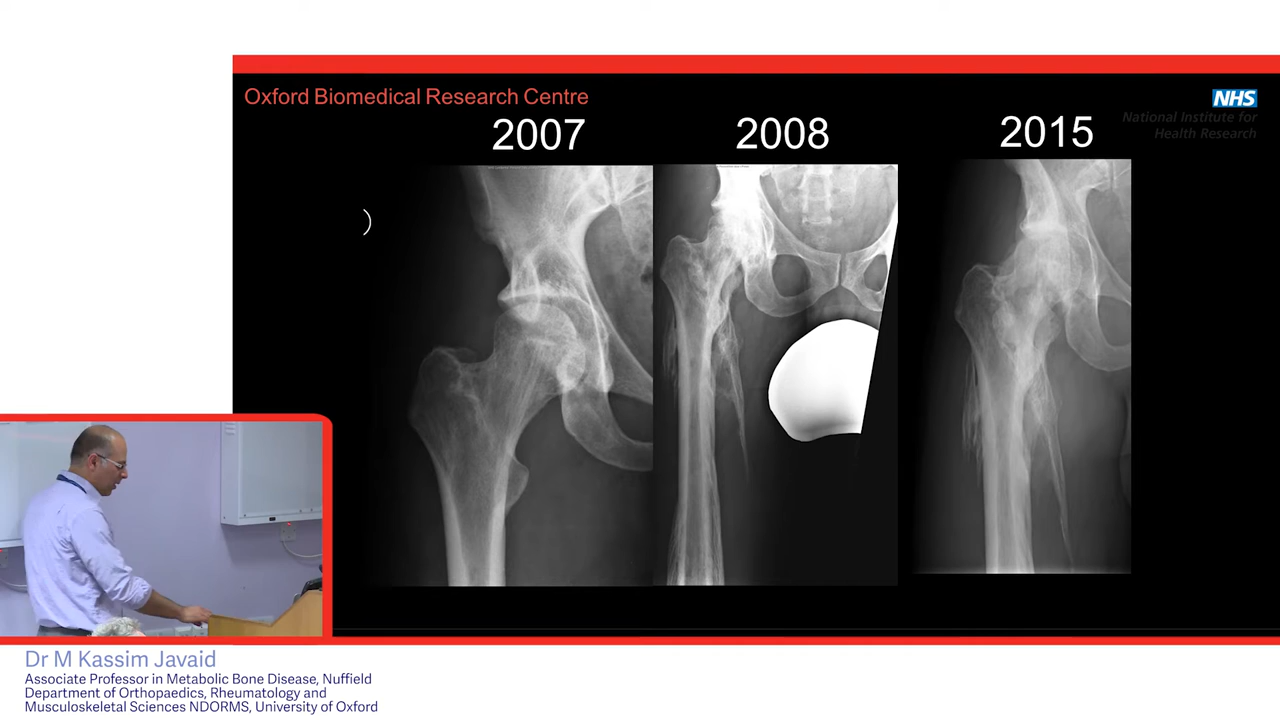 Oxford Biomedical Research Centre
NHS
National Institute for
Health Research
2007
2008
2015
Dr M Kassim Javaid
Associate Professor in Metabolic Bone Disease, Nuffield
Department of Orthopaedics, Rheumatology and
Musculoskeletal Sciences NDORMS, University of Oxford